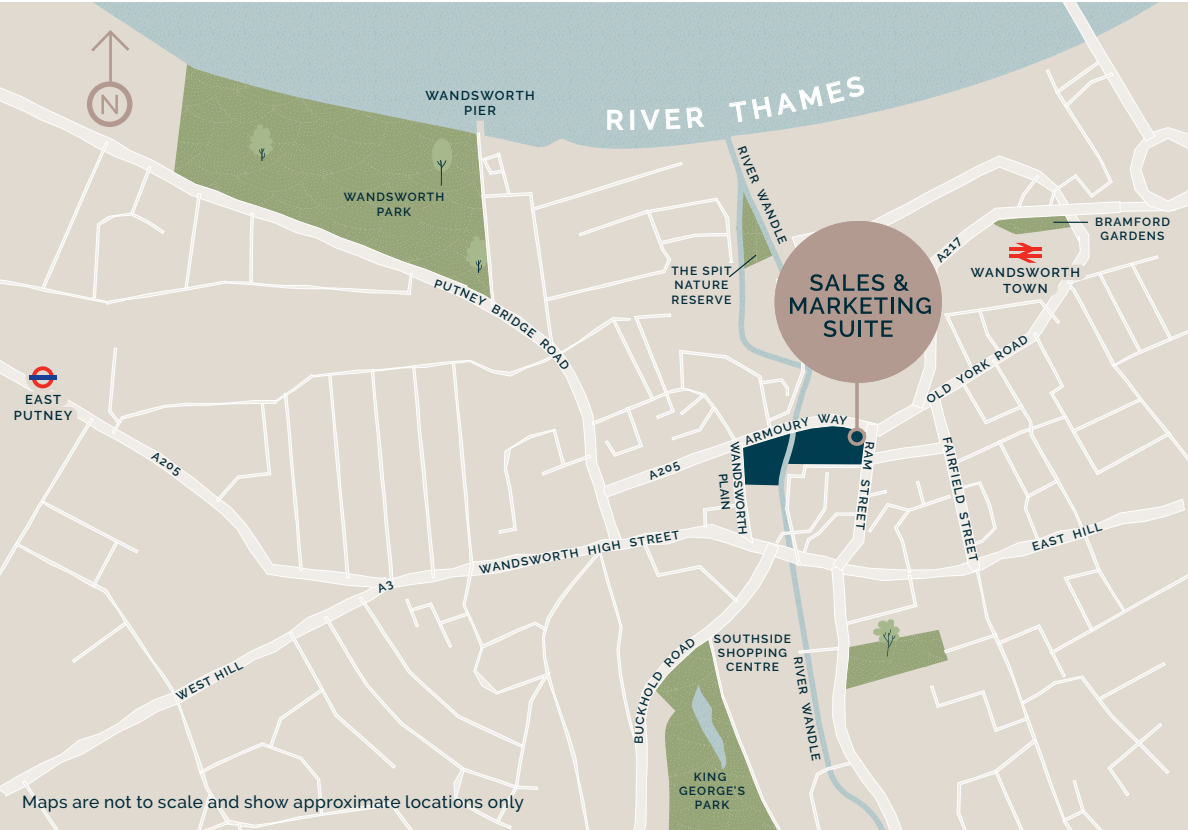 N
WANDSWORTH
PIER
RIVER THAMES
WANDSWORTH
PARK
RIVER WANDLE
BRAMFORD
GARDENS
A217
THE SPIT
NATURE
RESERVE
WANDSWORTH
TOWN
SALES &
MARKETING
SUITE
PUTNEY BRIDGE ROAD
OLD YORK ROAD
EAST
PUTNEY
A205
ARMOURY WAY
A205
WANDSWORTH
PLAIN
RAM STREET
FAIRFIELD STREET
EAST HILL
WANDSWORTH HIGH STREET
A3
WEST HILL
BUCKHOLD ROAD
SOUTHSIDE
SHOPPING
CENTRE
RIVER WANDLE
KING
GEORGE'S
PARK
Maps are not to scale and show approximate locations only